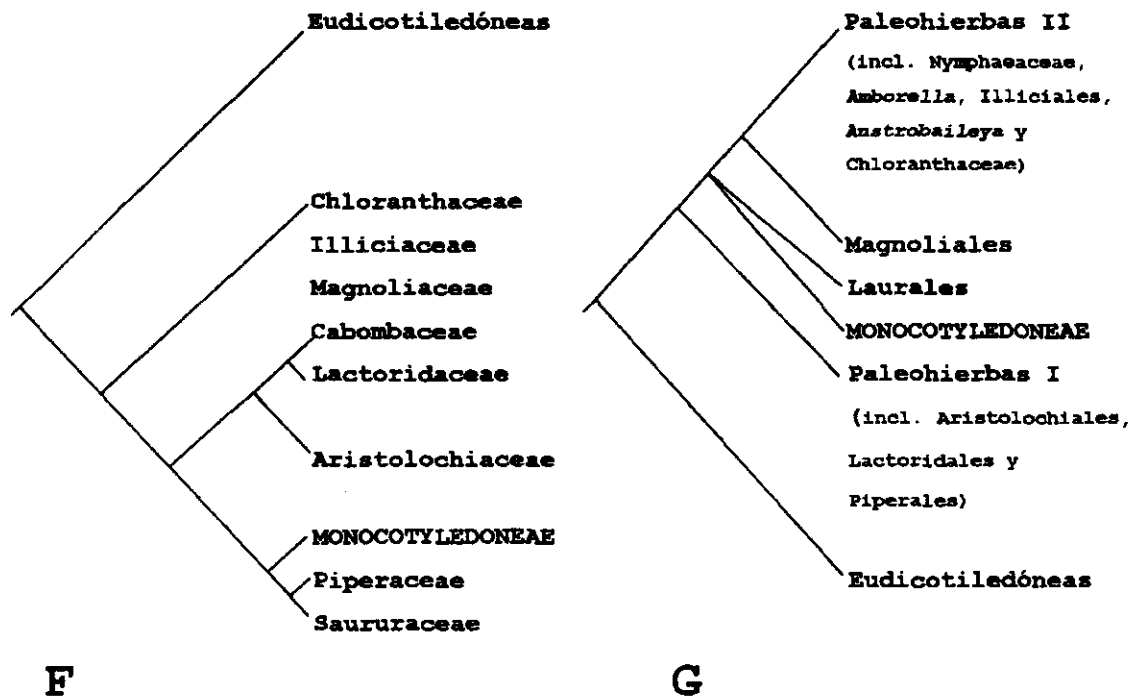 Eudicotiledóneas
Chloranthaceae
Illiciaceae
Magnoliaceae
Cabombaceae
Lactoridaceae
Aristolochiaceae
MONOCOTYLEDONEAE
Piperaceae
Saururaceae
F
Paleohierbas II
(incl. Nymphaeaceae,
Amborella, Illiciales,
Anstrobaileya y
Chloranthaceae)
Magnoliales
Laurales
MONOCOTYLEDONEAE
Paleohierbas I
(incl. Aristolochiales,
Lactoridales y
Piperales)
Eudicotiledóneas
G